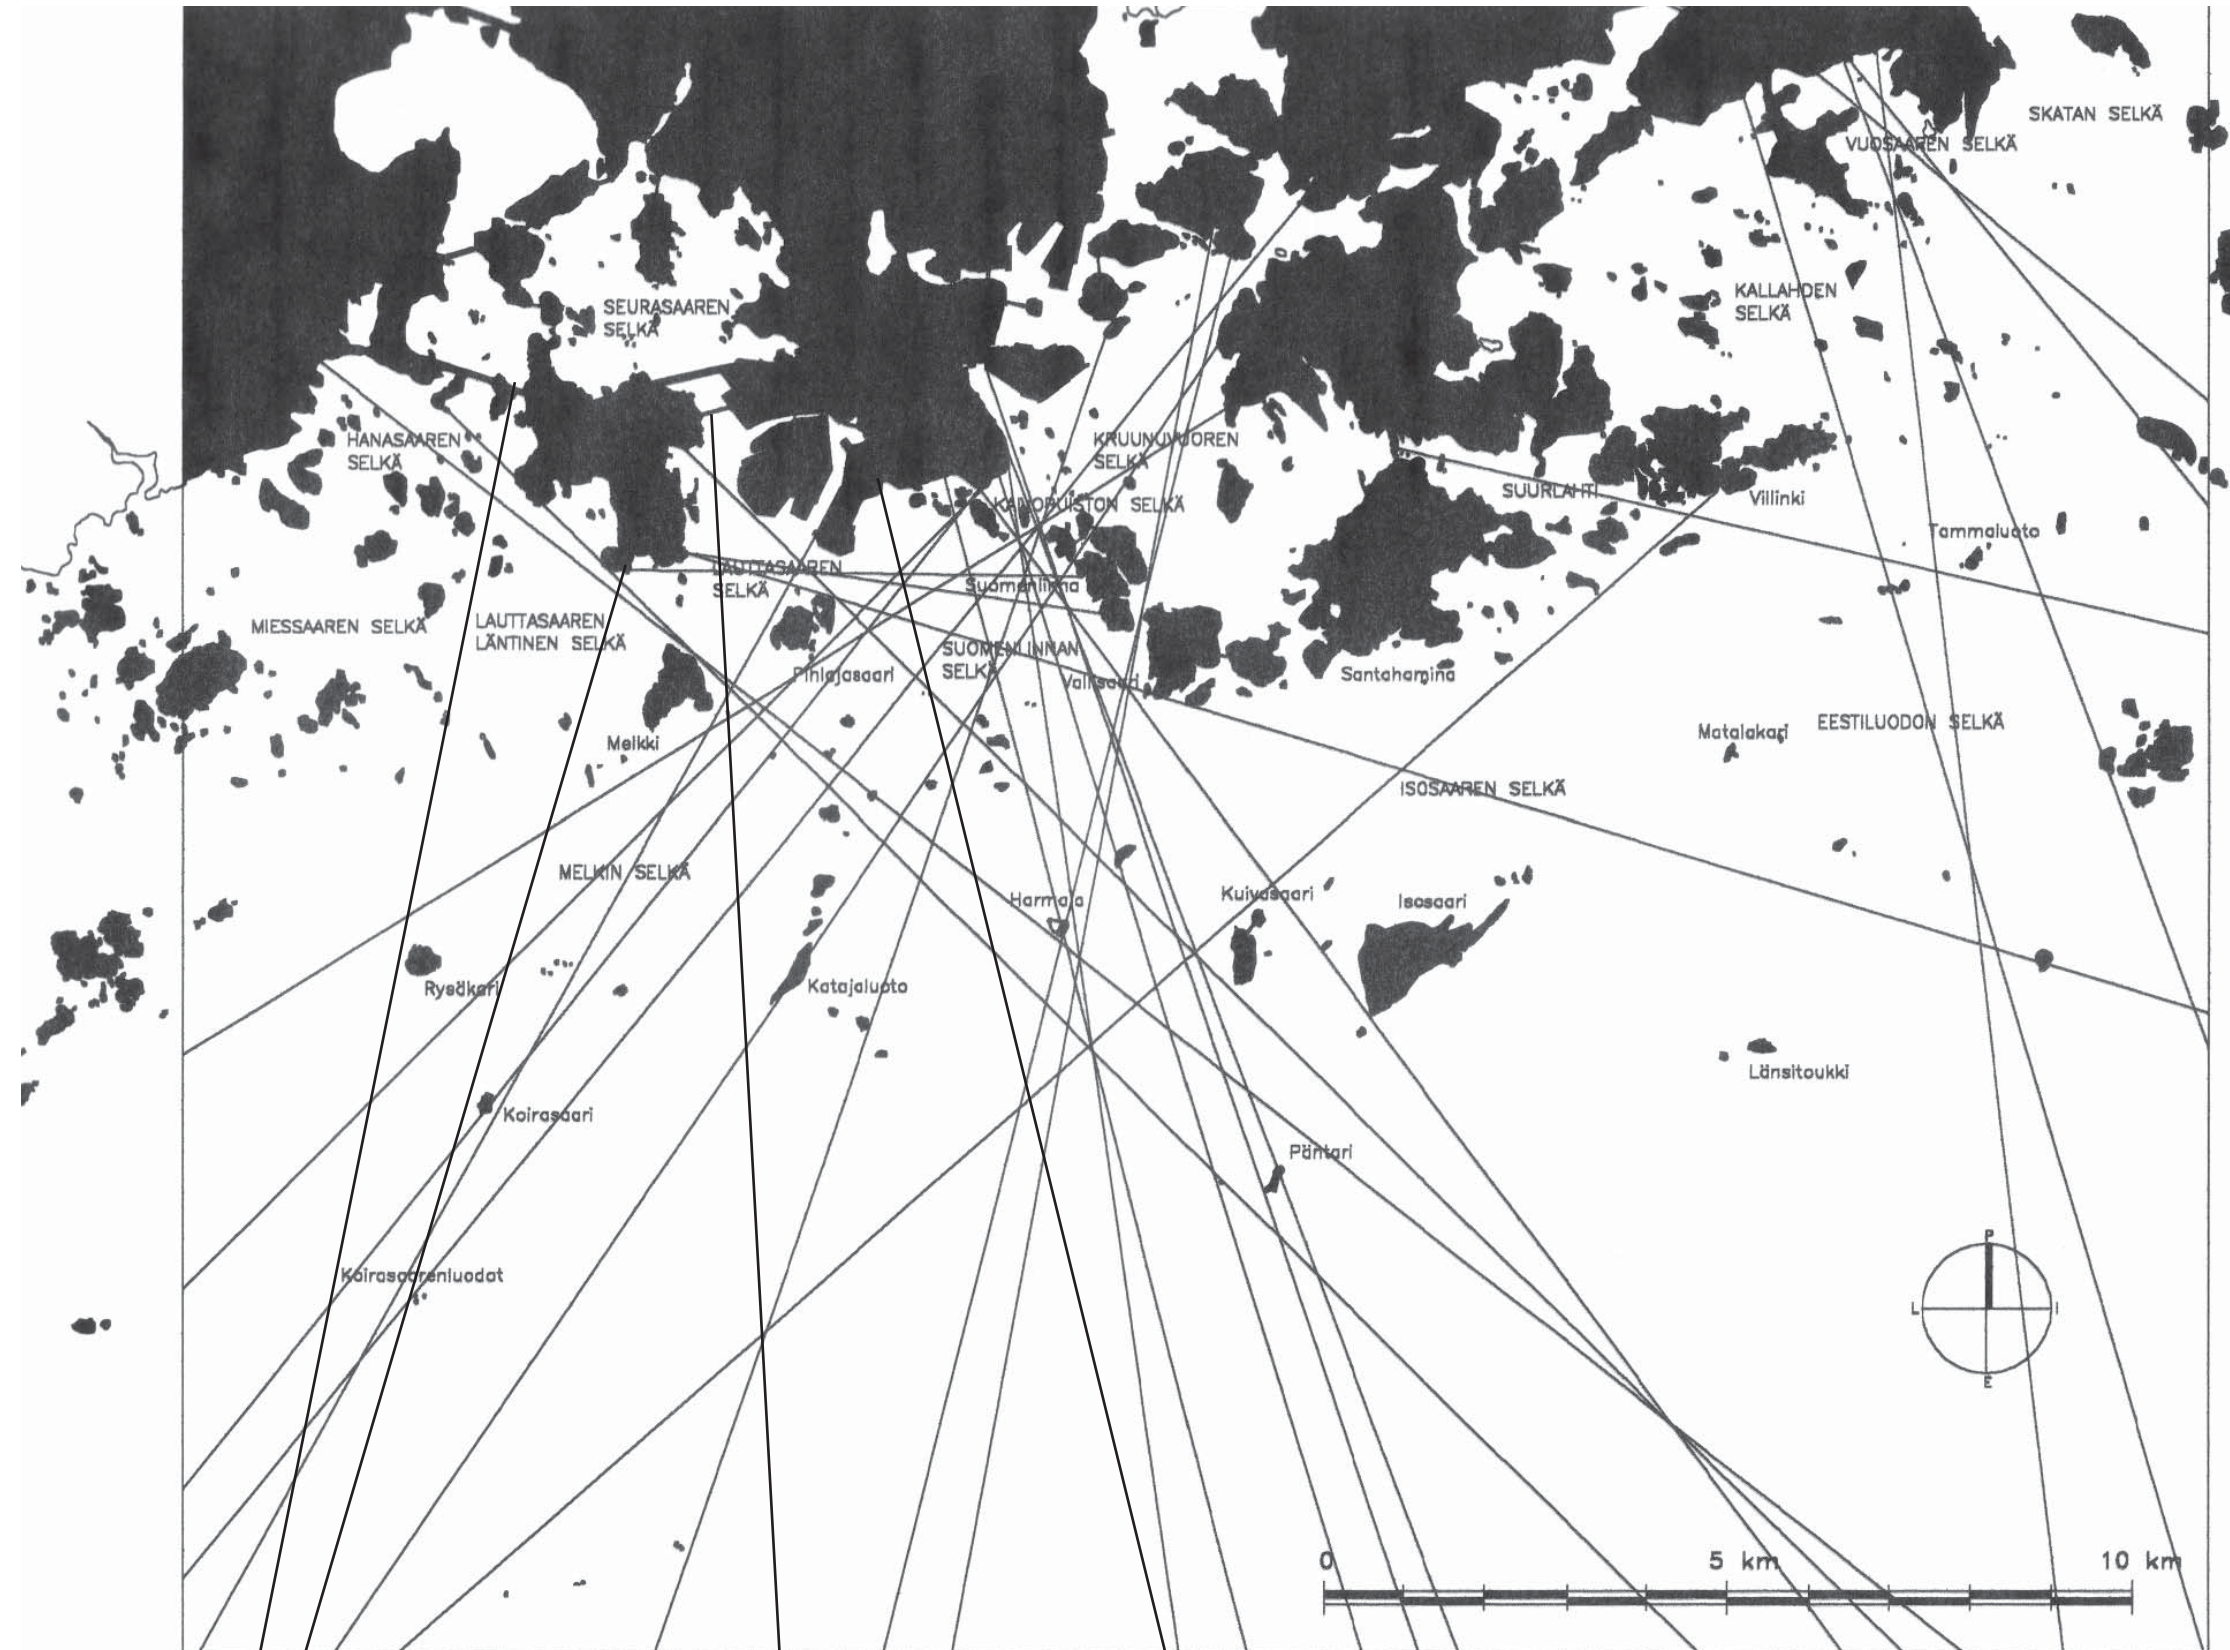 SKATAN SELKÄ
VUOSAAREN SELKÄ
SEURASAAREN
SELKÄ
KALLAHDEN
SELKÄ
HANASAAREN
SELKÄ
KRUUNUVUOREN
SELKÄ
KAIVOPUISTON SELKÄ
SUURLAHTI
Villinki
Tammaluoto
LAUTTASAAREN
SELKÄ
Suomenlinna
MIESSAAREN SELKÄ
LAUTTASAAREN
LÄNTINEN SELKÄ
SUOMENLINNAN
SELKÄ
Pihlajasaari
Vallisaari
Santahamina
Melkki
Matalakari
EESTILUODON SELKÄ
ISOSAAREN SELKÄ
MELKIN SELKÄ
Harmaja
Kuivasaari
Isosaari
Rysäkari
Katajaluoto
Länsitoukki
Koirasaari
Päntäri
Koirasaarenluodot
P
L I
E
0 5 km 10 km